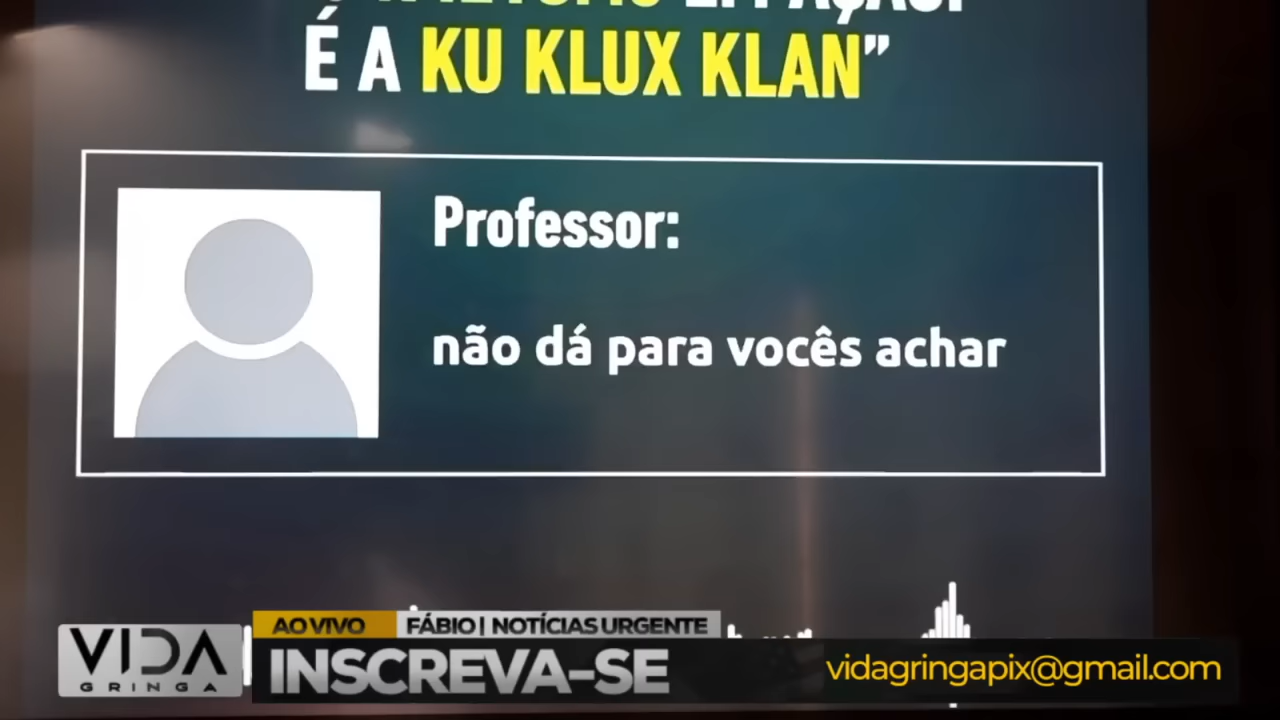 É A KU KLUX KLAN”
Professor:
não dá para vocês achar
AO VIVO
FÁBIO | NOTÍCIAS URGENTE
VIDA
GRINGA
INSCREVA-SE
vidagringapix@gmail.com